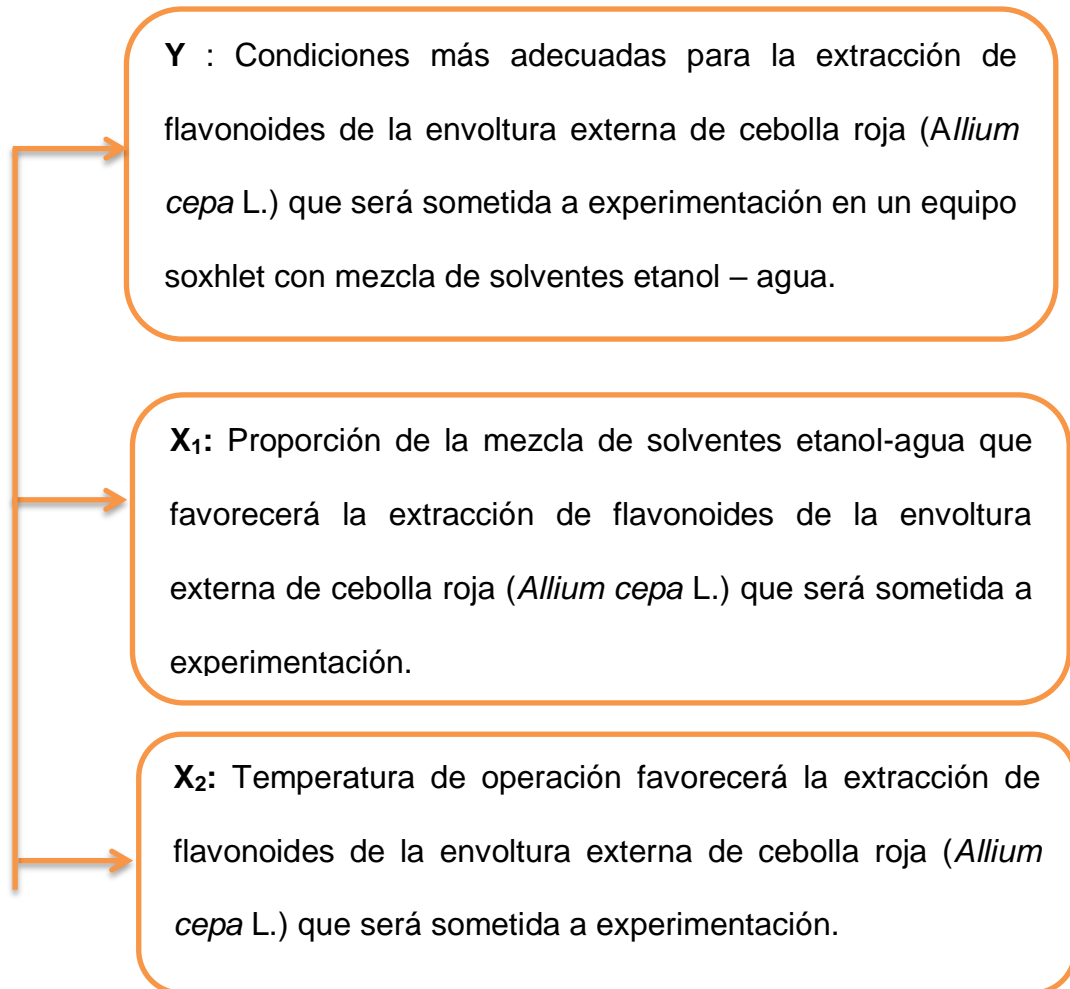 Y : Condiciones más adecuadas para la extracción de
flavonoides de la envoltura externa de cebolla roja (Allium
cepa L.) que será sometida a experimentación en un equipo
soxhlet con mezcla de solventes etanol – agua.
X₁: Proporción de la mezcla de solventes etanol-agua que
favorecerá la extracción de flavonoides de la envoltura
externa de cebolla roja (Allium cepa L.) que será sometida a
experimentación.
X₂: Temperatura de operación favorecerá la extracción de
flavonoides de la envoltura externa de cebolla roja (Allium
cepa L.) que será sometida a experimentación.